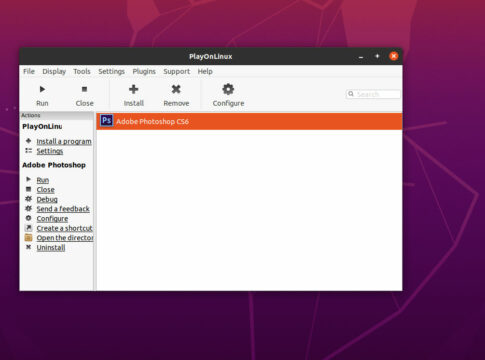 PlayOnLinux
File Display Tools Settings Plugins Support Help
Run Close Install Remove Configure
Search
Actions
PlayOnLinu
Install a program
Settings
Adobe Photoshop
Run
Close
Debug
Send a feedback
Configure
Create a shortcut
Open the director
Uninstall
Ps Adobe Photoshop CS6